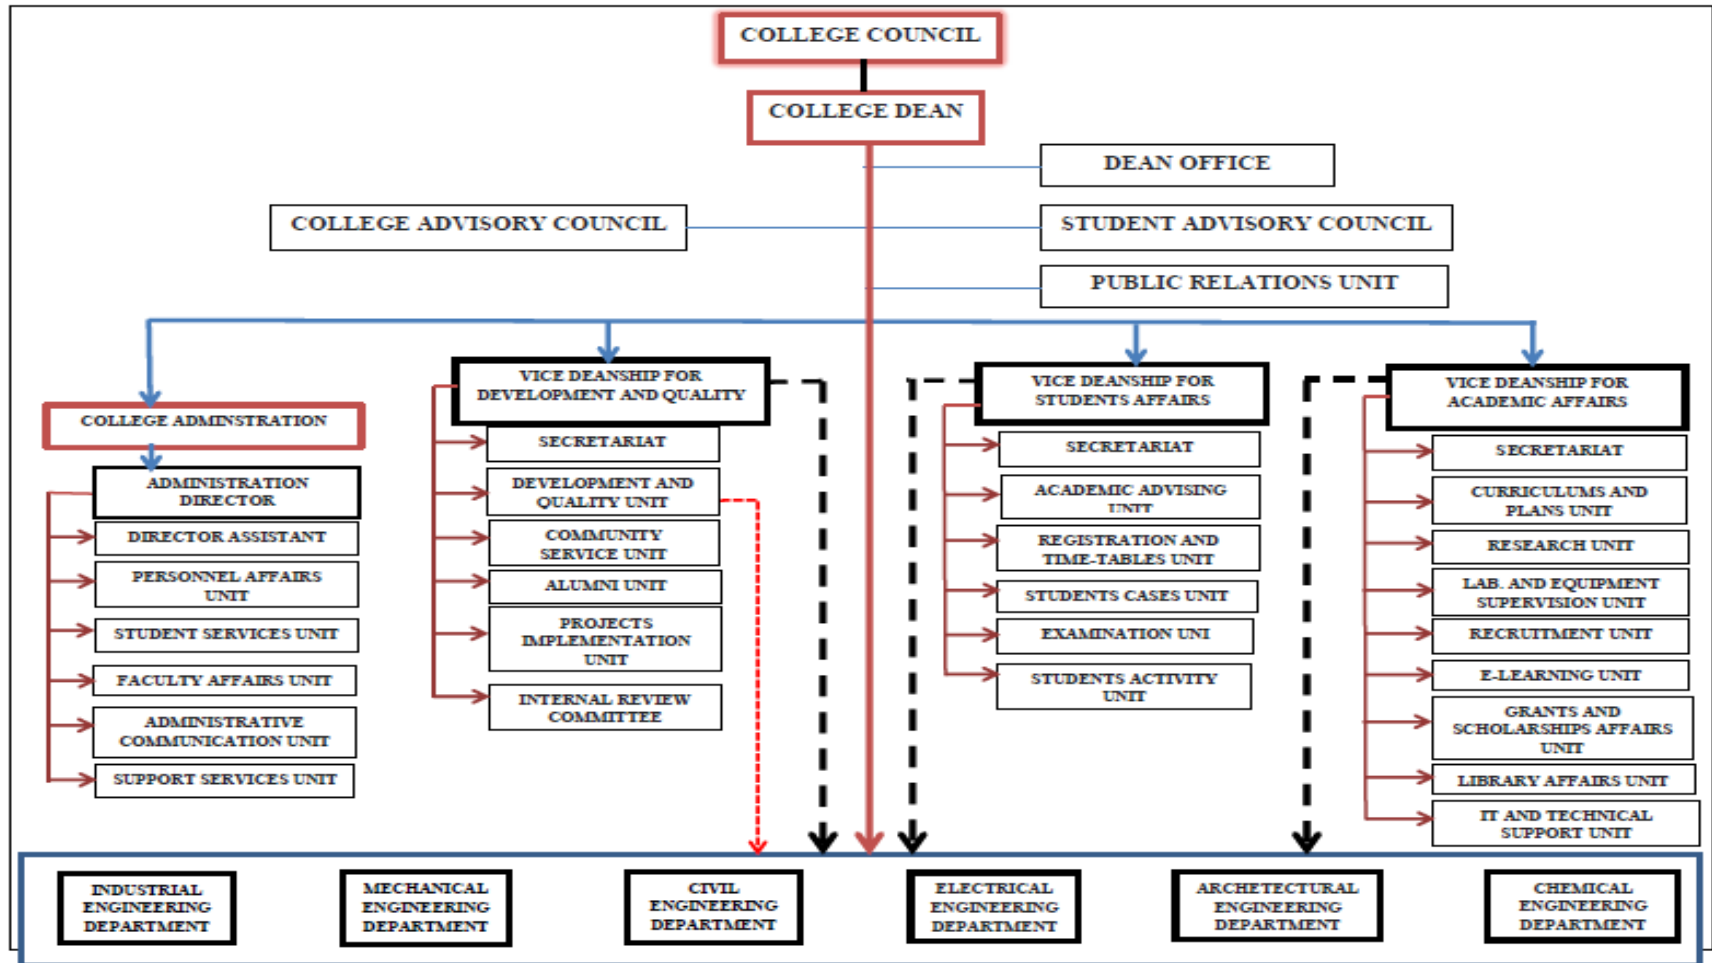 COLLEGE COUNCIL
COLLEGE DEAN
DEAN OFFICE
COLLEGE ADVISORY COUNCIL
STUDENT ADVISORY COUNCIL
PUBLIC RELATIONS UNIT
COLLEGE ADMINSTRATION
ADMINISTRATION
DIRECTOR
DIRECTOR ASSISTANT
PERSONNEL AFFAIRS
UNIT
STUDENT SERVICES UNIT
FACULTY AFFAIRS UNIT
ADMINISTRATIVE
COMMUNICATION UNIT
SUPPORT SERVICES UNIT
VICE DEANSHIP FOR
DEVELOPMENT AND QUALITY
SECRETARIAT
DEVELOPMENT AND
QUALITY UNIT
COMMUNITY
SERVICE UNIT
ALUMNI UNIT
PROJECTS
IMPLEMENTATION
UNIT
INTERNAL REVIEW
COMMITTEE
VICE DEANSHIP FOR
STUDENTS AFFAIRS
SECRETARIAT
ACADEMIC ADVISING
UNIT
REGISTRATION AND
TIME-TABLES UNIT
STUDENTS CASES UNIT
EXAMINATION UNI
STUDENTS ACTIVITY
UNIT
VICE DEANSHIP FOR
ACADEMIC AFFAIRS
SECRETARIAT
CURRICULUMS AND
PLANS UNIT
RESEARCH UNIT
LAB. AND EQUIPMENT
SUPERVISION UNIT
RECRUITMENT UNIT
E-LEARNING UNIT
GRANTS AND
SCHOLARSHIPS AFFAIRS
UNIT
LIBRARY AFFAIRS UNIT
IT AND TECHNICAL
SUPPORT UNIT
INDUSTRIAL
ENGINEERING
DEPARTMENT
MECHANICAL
ENGINEERING
DEPARTMENT
CIVIL
ENGINEERING
DEPARTMENT
ELECTRICAL
ENGINEERING
DEPARTMENT
ARCHETECTURAL
ENGINEERING
DEPARTMENT
CHEMICAL
ENGINEERING
DEPARTMENT